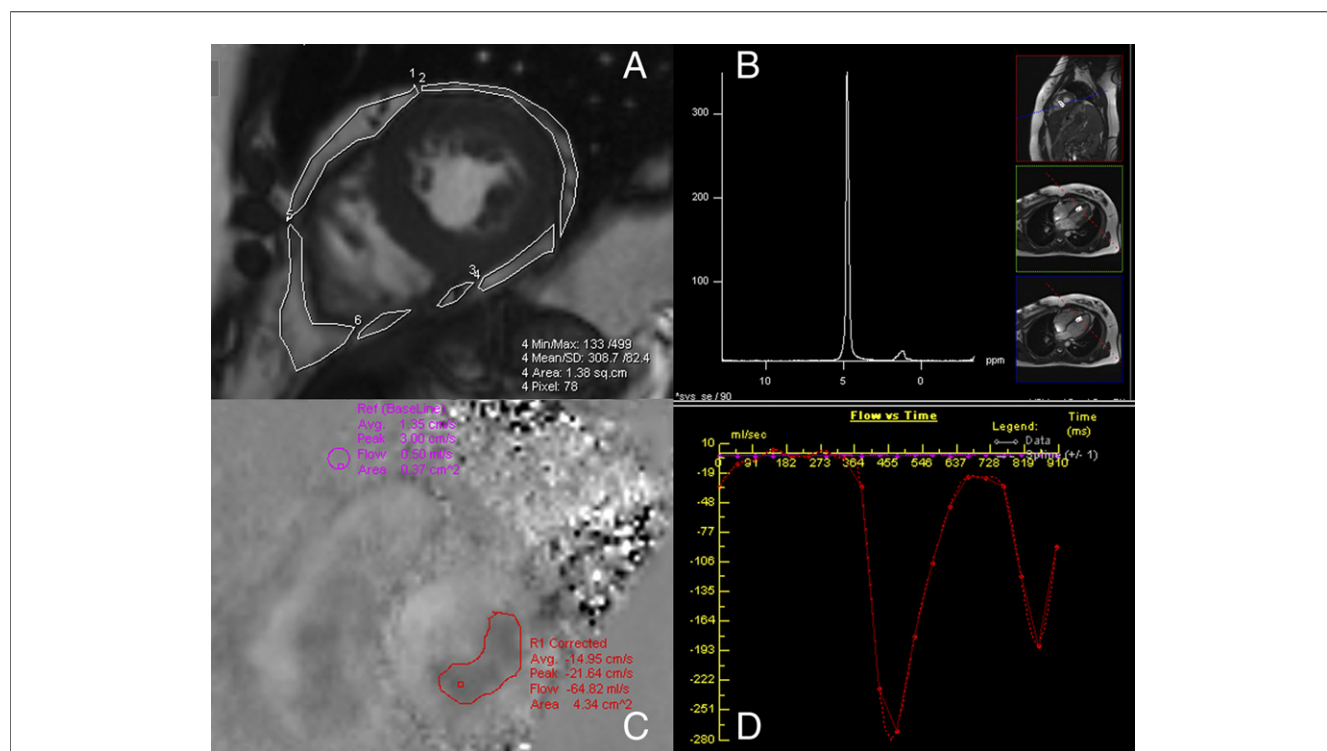 A
1 2
5
3
4
6
4 Min/Max: 133 /499
4 Mean/SD: 308.7 /82.4
4 Area: 1.38 sq.cm
4 Pixel: 78
B
300
200
100
10 5 0 ppm
*svs_se / 90
Ref (BaseLine)
Avg. 1.35 cm/s
Peak 3.00 cm/s
Flow 0.50 ml/s
Area 0.37 cm^2
R1 Corrected
Avg. -14.95 cm/s
Peak -21.64 cm/s
Flow -64.82 ml/s
Area 4.34 cm^2
C
Flow vs Time
Time
(ms)
ml/sec
Legend:
Data
Spline (+/- 1)
10
0 91 182 273 364 455 546 637 728 819 910
-19
-48
-77
-106
-135
-164
-193
-222
-251
-280
D